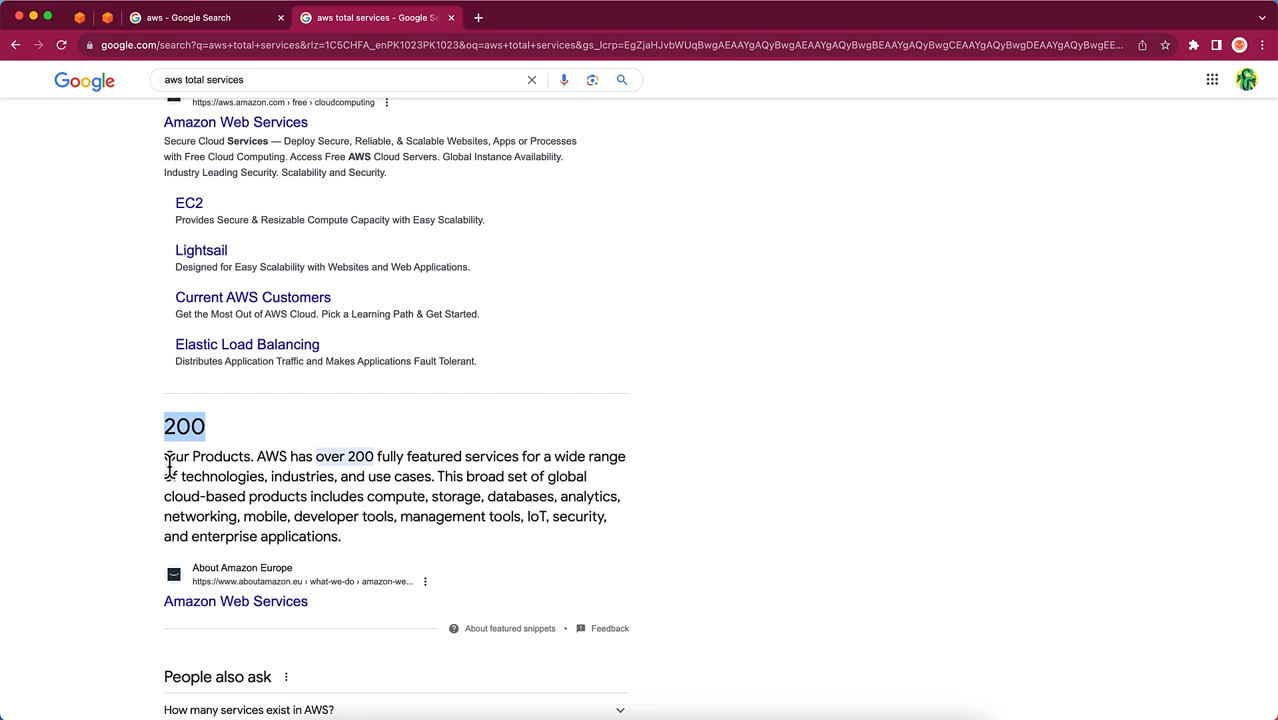 aws - Google Search
aws total services - Google Se
google.com/search?q=aws+total+services&rlz=1C5CHFA_enPK1023PK1023&oq=aws+total+services&gs_lcrp=EgZjaHJvbWUqBwgAEAAYgAQyBwgAEAAYgAQyBwgBEAAYgAQyBwgCEAAYgAQyBwgDEAAYgAQyBwgEE...
Google
aws total services
https://aws.amazon.com › free › cloudcomputing
Amazon Web Services
Secure Cloud Services — Deploy Secure, Reliable, & Scalable Websites, Apps or Processes
with Free Cloud Computing. Access Free AWS Cloud Servers. Global Instance Availability.
Industry Leading Security. Scalability and Security.
EC2
Provides Secure & Resizable Compute Capacity with Easy Scalability.
Lightsail
Designed for Easy Scalability with Websites and Web Applications.
Current AWS Customers
Get the Most Out of AWS Cloud. Pick a Learning Path & Get Started.
Elastic Load Balancing
Distributes Application Traffic and Makes Applications Fault Tolerant.
200
Our Products. AWS has over 200 fully featured services for a wide range
of technologies, industries, and use cases. This broad set of global
cloud-based products includes compute, storage, databases, analytics,
networking, mobile, developer tools, management tools, IoT, security,
and enterprise applications.
About Amazon Europe
https://www.aboutamazon.eu › what-we-do › amazon-we...
Amazon Web Services
About featured snippets • Feedback
People also ask
How many services exist in AWS?